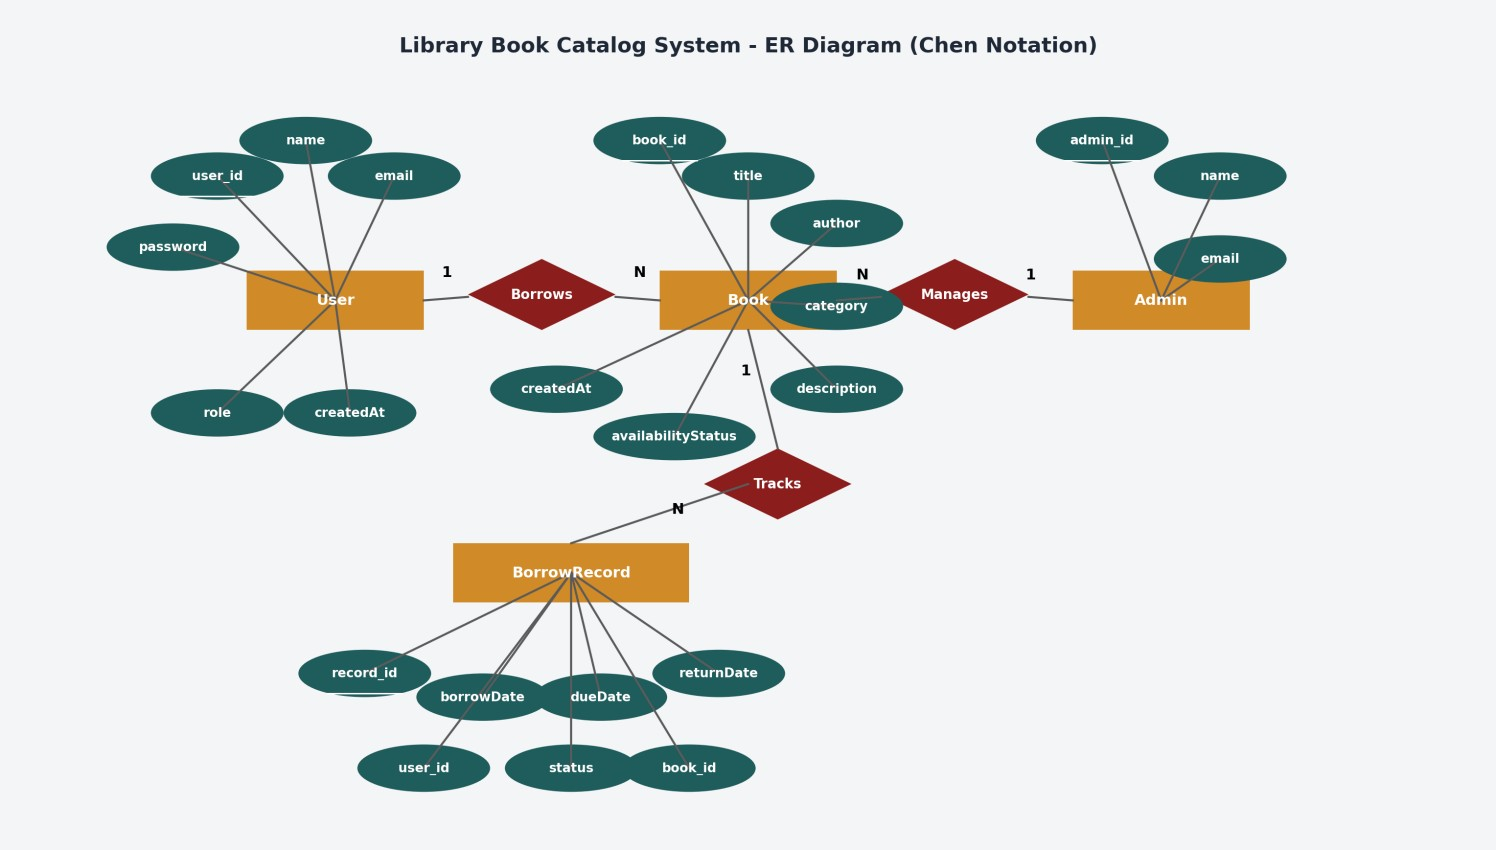 Library Book Catalog System - ER Diagram (Chen Notation)
name
book_id
admin_id
user_id
email
title
name
author
password
email
1
N
N
1
User
Borrows
Book
category
Manages
Admin
1
createdAt
description
role
createdAt
availabilityStatus
Tracks
N
BorrowRecord
record_id
returnDate
borrowDate
dueDate
user_id
status
book_id